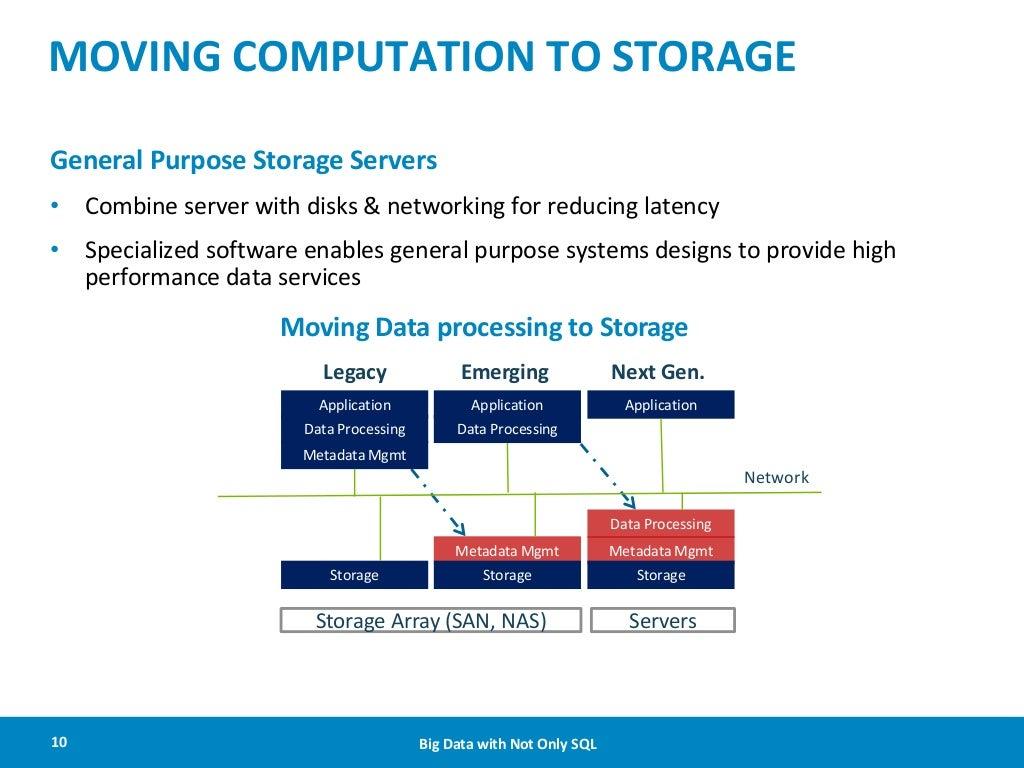 MOVING COMPUTATION TO STORAGE
General Purpose Storage Servers
• Combine server with disks & networking for reducing latency
• Specialized software enables general purpose systems designs to provide high
performance data services
Moving Data processing to Storage
Legacy Emerging Next Gen.
Application Application Application
Data Processing Data Processing
Metadata Mgmt
Network
Data Processing
Metadata Mgmt Metadata Mgmt
Storage Storage Storage
Storage Array (SAN, NAS) Servers
10 Big Data with Not Only SQL